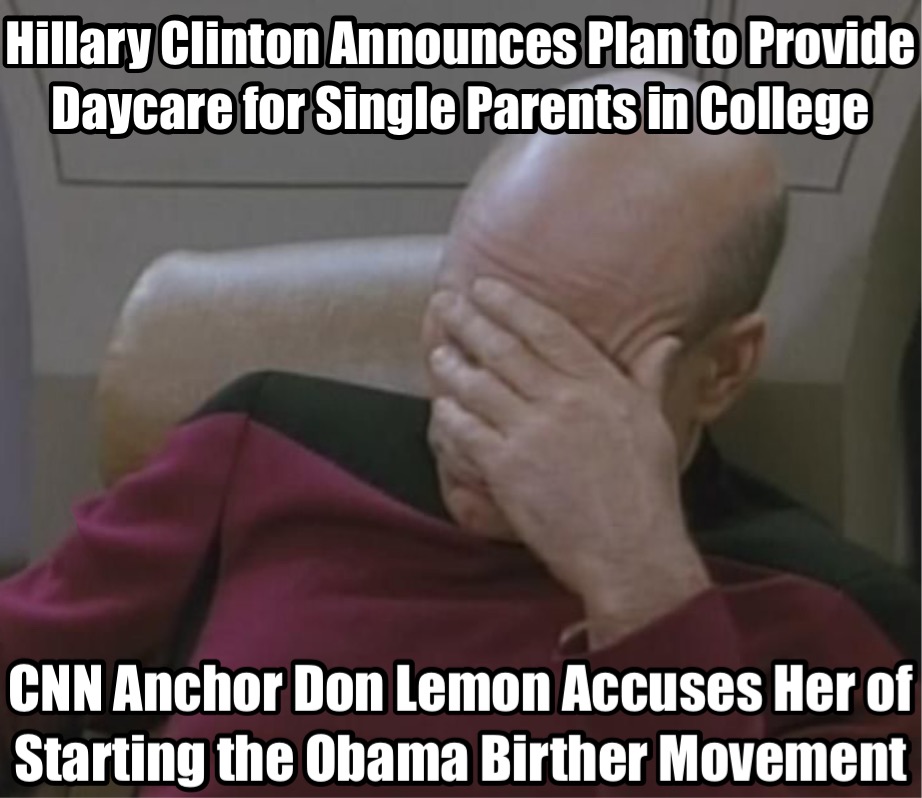 Hillary Clinton Announces Plan to Provide
Daycare for Single Parents in College
CNN Anchor Don Lemon Accuses Her of
Starting the Obama Birther Movement